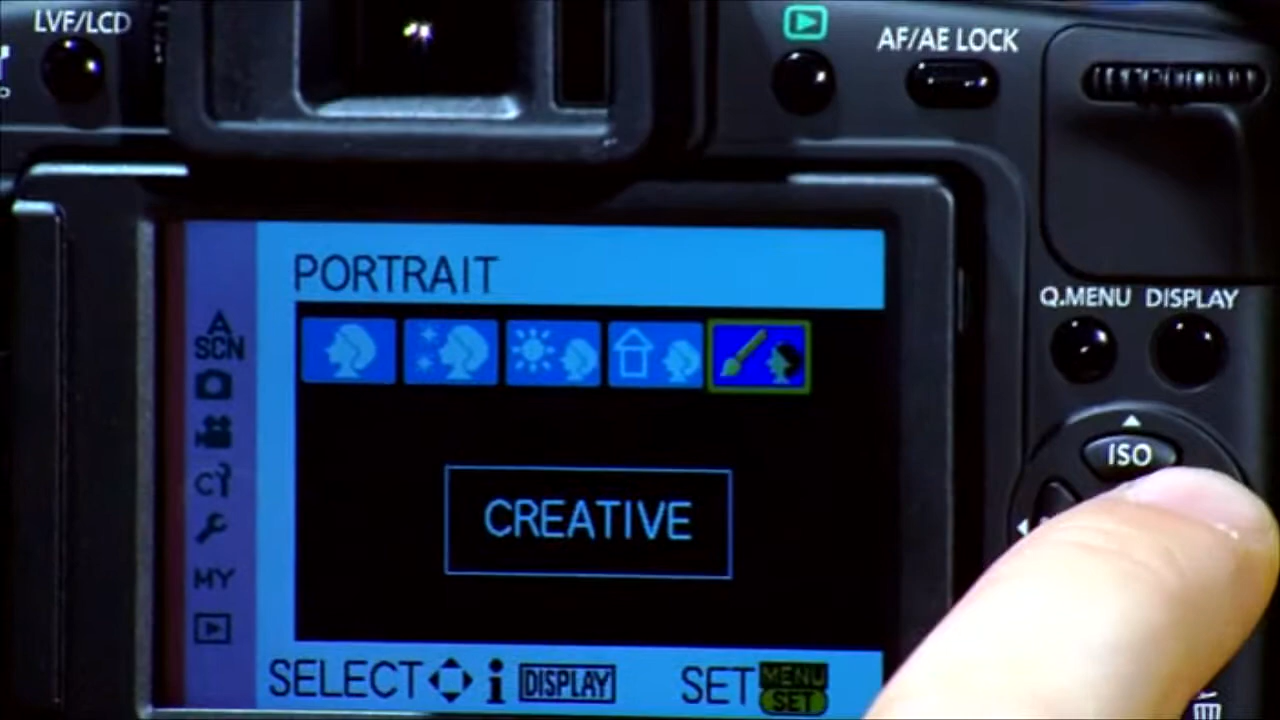 LVF/LCD
AF/AE LOCK
PORTRAIT
Q.MENU DISPLAY
A
SCN
ISO
CREATIVE
MY
SELECT i DISPLAY SET MENU
SET